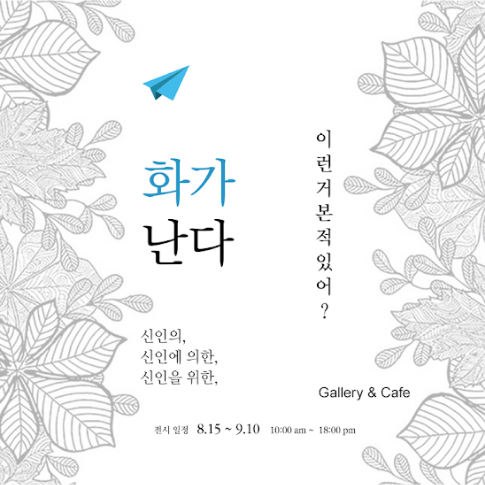 화가
난다
이런거본적있어?
신인의,
신인에 의한,
신인을 위한,
Gallery & Cafe
전시 일정 8.15 ~ 9.10 10:00 am ~ 18:00 pm